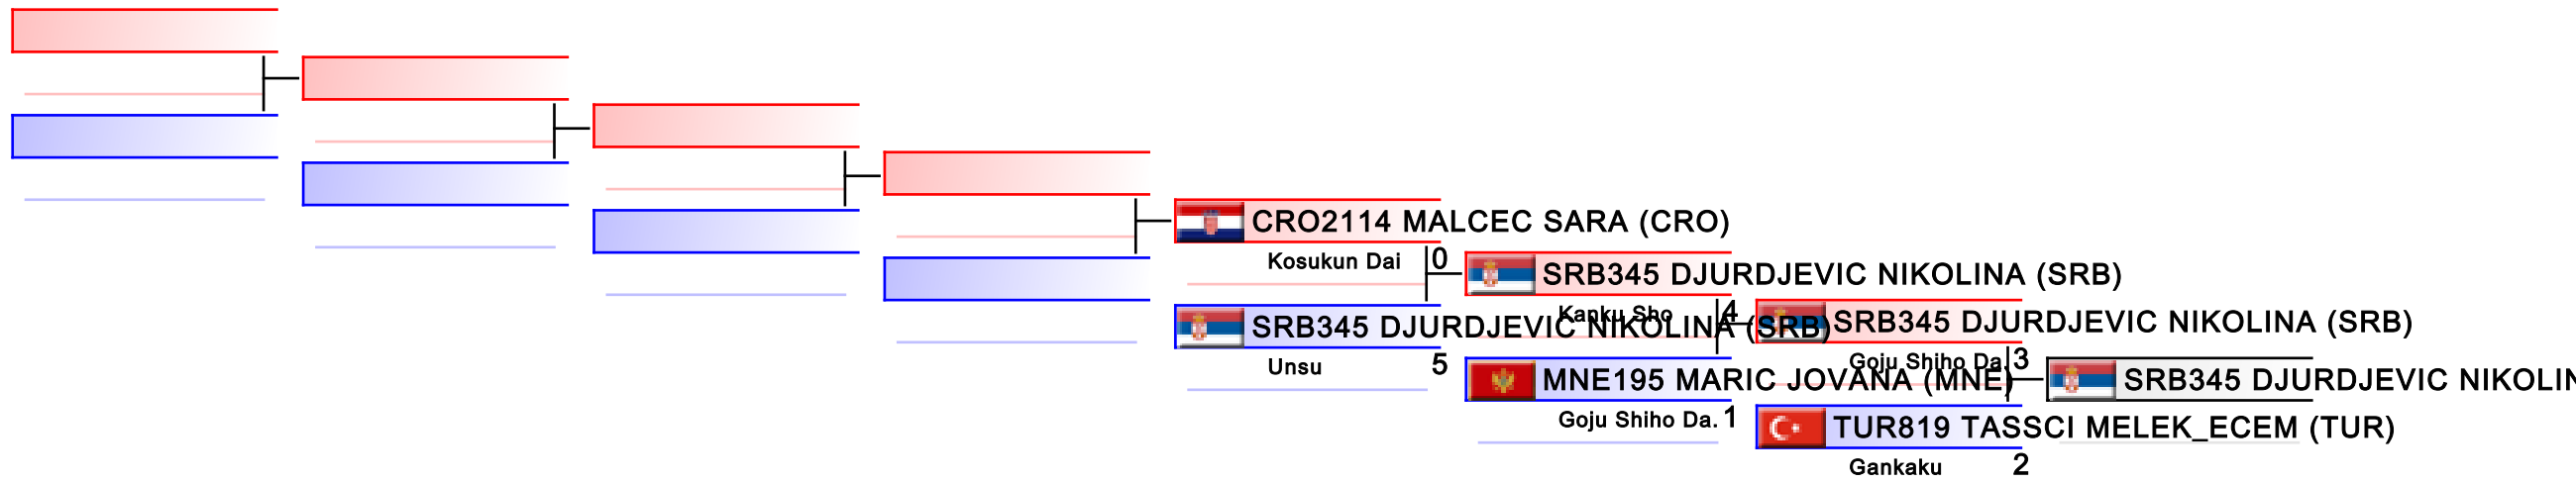 CRO2114 MALCEC SARA (CRO)
Kosukun Dai 0
SRB345 DJURDJEVIC NIKOLINA (SRB)
Unsu 5
SRB345 DJURDJEVIC NIKOLINA (SRB)
Kanku Sho 4
MNE195 MARIC JOVANA (MNE)
Goju Shiho Da. 1
SRB345 DJURDJEVIC NIKOLINA (SRB)
Goju Shiho Da 3
TUR819 TASSCI MELEK_ECEM (TUR)
Gankaku 2
SRB345 DJURDJEVIC NIKOLIN